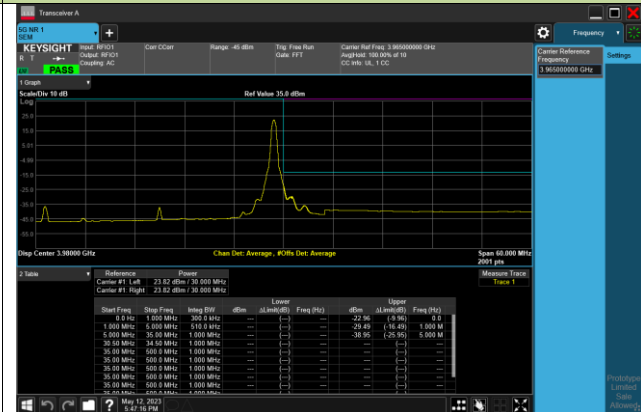 Transceiver A
5G NR 1
SEM
Frequency
KEYSIGHT
R T
PASS
Input: RFIO1
Output: RFIO1
Coupling: AC
Corr CCorr
Range: -45 dBm
Trig: Free Run
Gate: FFT
Carrier Ref Freq: 3.965000000 GHz
Avg|Hold: 100.00% of 10
CC Info: UL, 1 CC
Carrier Reference
Frequency
3.965000000 GHz
Settings
1 Graph
Scale/Div 10 dB
Ref Value 35.0 dBm
Log
25.0
15.0
5.01
-4.99
-15.0
-25.0
-35.0
-45.0
-55.0
Disp Center 3.98000 GHz
Chan Det: Average, #Offs Det: Average
Span 60.000 MHz
2001 pts
2 Table
Reference Power
Carrier #1: Left 23.82 dBm / 30.000 MHz
Carrier #1: Right 23.82 dBm / 30.000 MHz
Measure Trace
Trace 1
Lower Upper
Start Freq Stop Freq Integ BW dBm ΔLimit(dB) Freq (Hz) dBm ΔLimit(dB) Freq (Hz)
0.0 Hz 1.000 MHz 300.0 kHz --- (---) --- -22.96 (-9.96) 0.0
1.000 MHz 5.000 MHz 510.0 kHz --- (---) --- -29.49 (-16.49) 1.000 M
5.000 MHz 35.00 MHz 1.000 MHz --- (---) --- -38.95 (-25.95) 5.000 M
30.50 MHz 34.50 MHz 1.000 MHz --- (---) --- --- (---) ---
35.00 MHz 500.0 MHz 1.000 MHz --- (---) --- --- (---) ---
35.00 MHz 500.0 MHz 1.000 MHz --- (---) --- --- (---) ---
35.00 MHz 500.0 MHz 1.000 MHz --- (---) --- --- (---) ---
35.00 MHz 500.0 MHz 1.000 MHz --- (---) --- --- (---) ---
35.00 MHz 500.0 MHz 1.000 MHz --- (---) --- --- (---) ---
Prototype
Limited
Sale
Allowed
May 12, 2023
5:47:16 PM